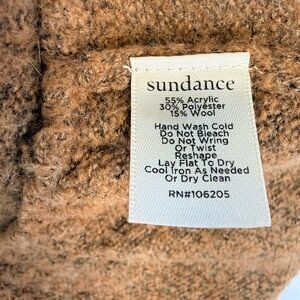 sundance
55% Acrylic
30% Polyester
15% Wool
Hand Wash Cold
Do Not Bleach
Do Not Wring
Or Twist
Reshape
Lay Flat To Dry
Cool Iron As Needed
Or Dry Clean
RN#106205